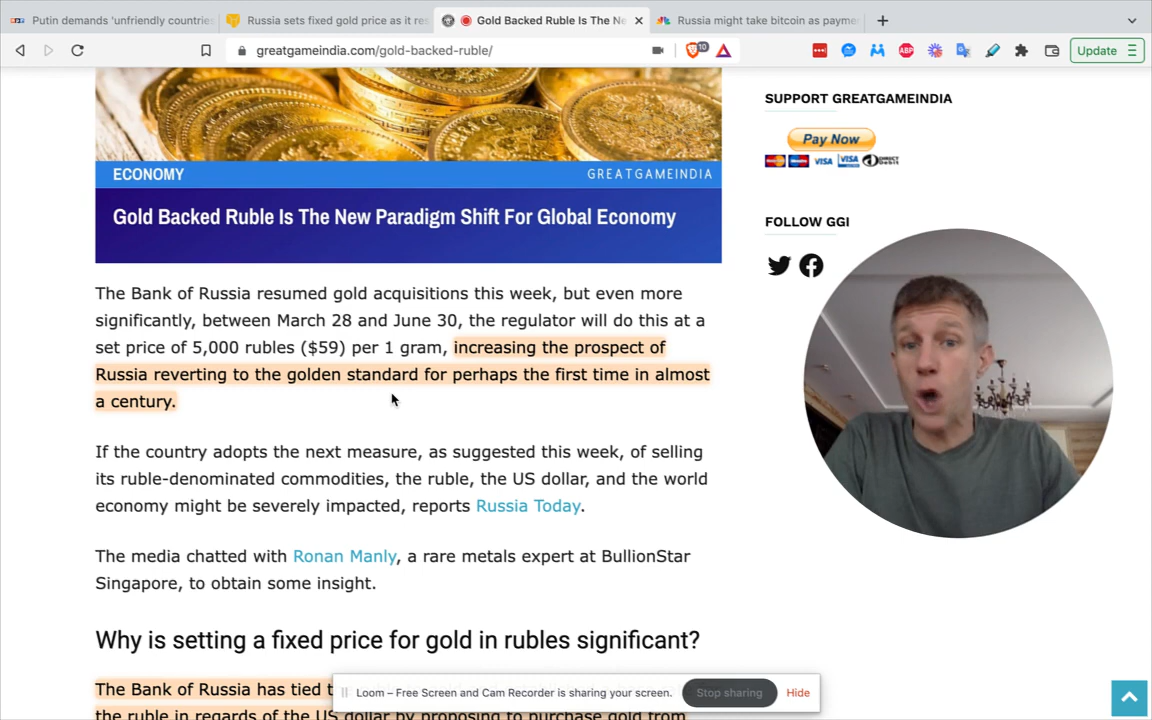 Putin demands 'unfriendly countries
Russia sets fixed gold price as it res
Gold Backed Ruble Is The Ne
Russia might take bitcoin as payme
greatgameindia.com/gold-backed-ruble/
10
ABP
Update
ECONOMY
GREATGAMEINDIA
Gold Backed Ruble Is The New Paradigm Shift For Global Economy
The Bank of Russia resumed gold acquisitions this week, but even more
significantly, between March 28 and June 30, the regulator will do this at a
set price of 5,000 rubles ($59) per 1 gram, increasing the prospect of
Russia reverting to the golden standard for perhaps the first time in almost
a century.
If the country adopts the next measure, as suggested this week, of selling
its ruble-denominated commodities, the ruble, the US dollar, and the world
economy might be severely impacted, reports Russia Today.
The media chatted with Ronan Manly, a rare metals expert at BullionStar
Singapore, to obtain some insight.
Why is setting a fixed price for gold in rubles significant?
The Bank of Russia has tied t
the ruble in regards of the US dollar by proposing to purchase gold from
SUPPORT GREATGAMEINDIA
Pay Now
VISA VISA DIRECT Debit
FOLLOW GGI
Loom – Free Screen and Cam Recorder is sharing your screen.
Stop sharing
Hide